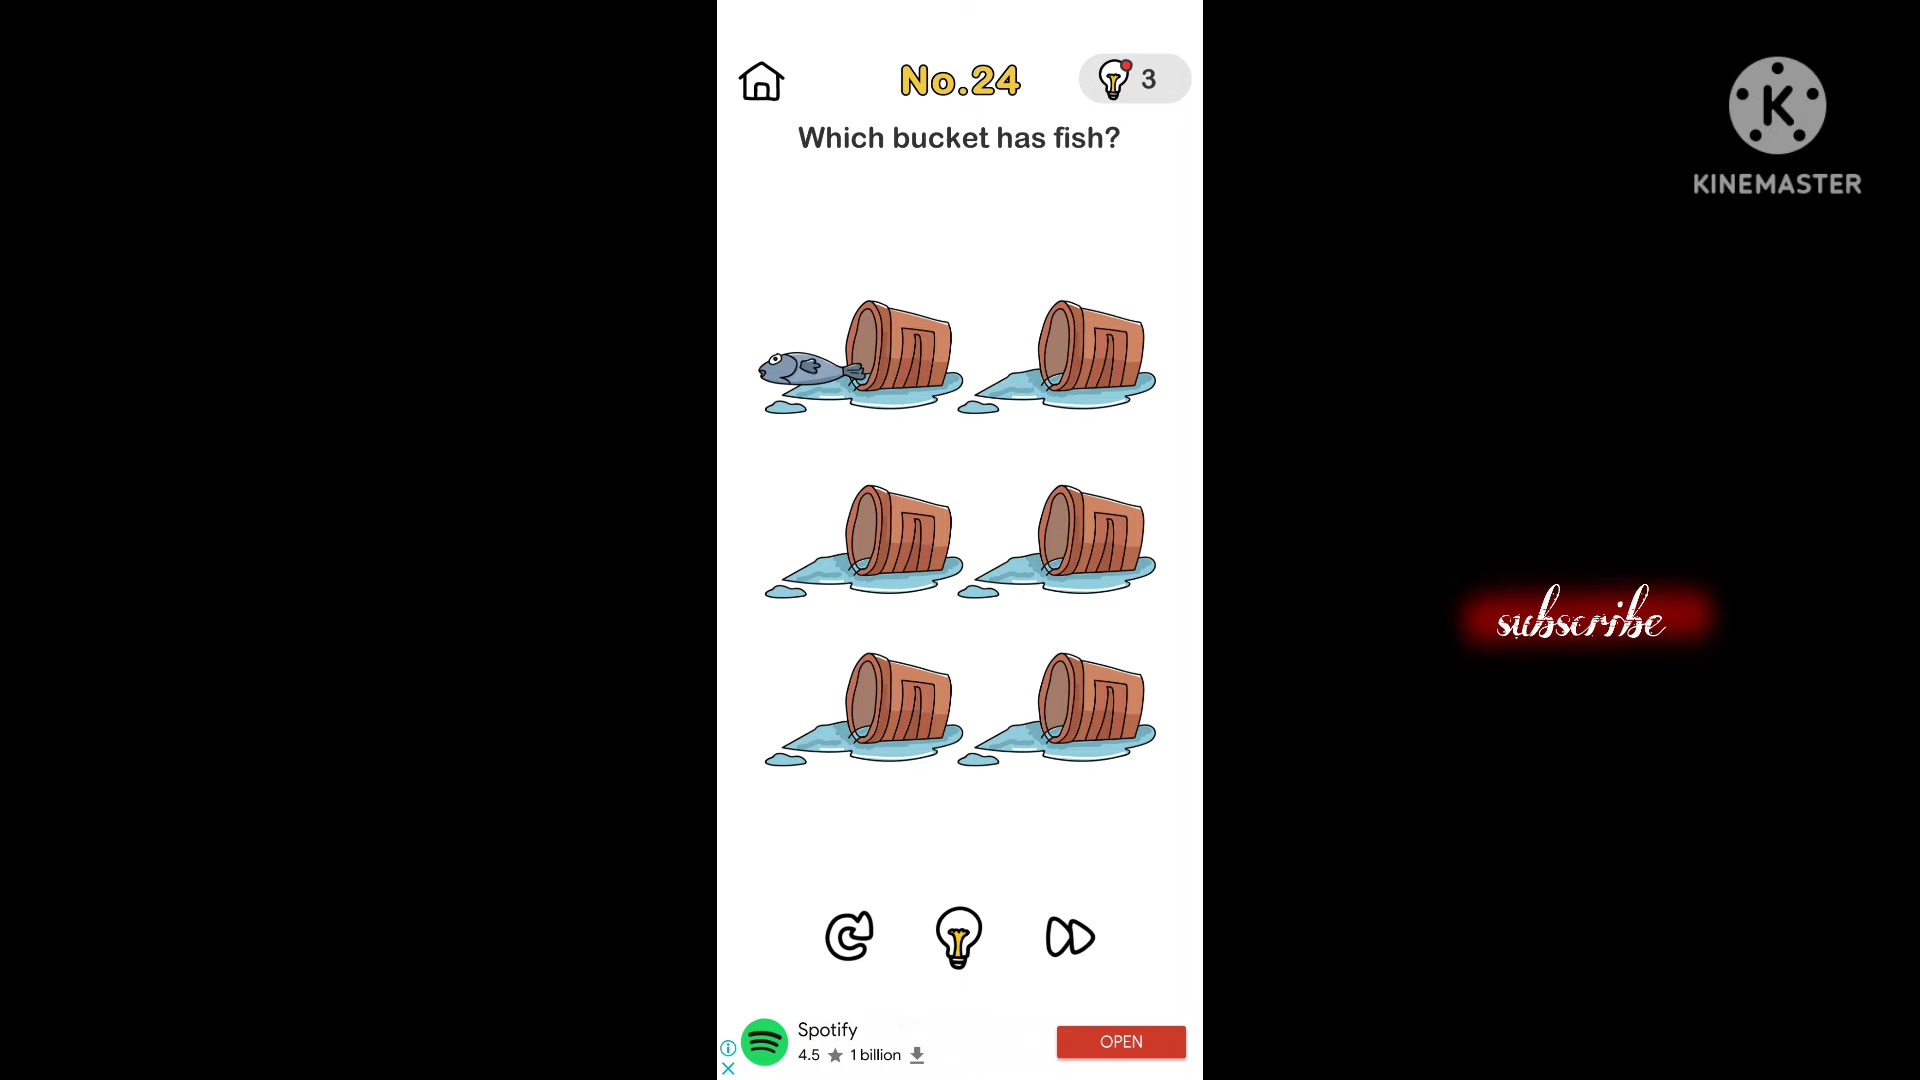 No.24
3
Which bucket has fish?
K
KINEMASTER
subscribe
Spotify
4.5 ★ 1 billion
OPEN